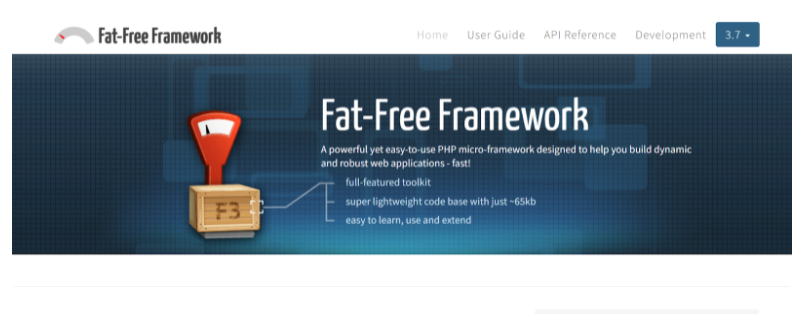 Fat-Free Framework
Home User Guide API Reference Development 3.7
Fat-Free Framework
A powerful yet easy-to-use PHP micro-framework designed to help you build dynamic
and robust web applications - fast!
full-featured toolkit
F3
super lightweight code base with just ~65kb
easy to learn, use and extend